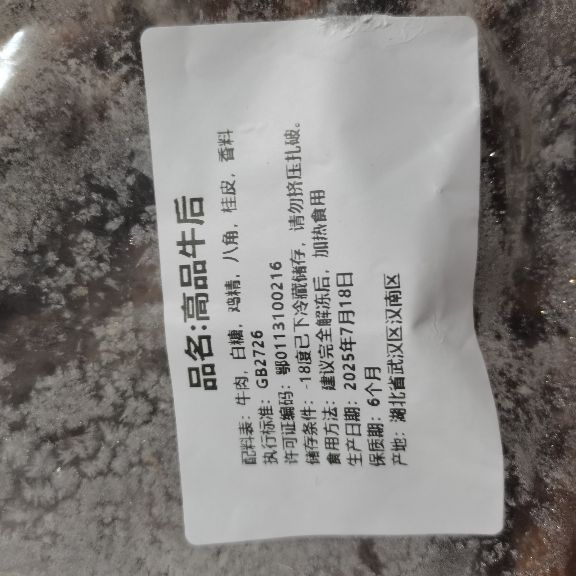 品名:高品牛后
配料表：牛肉，白糖，鸡精，八角，桂皮，香料
执行标准：GB2726
许可证编码：鄂0113100216
储存条件：-18度已下冷藏储存，请勿挤压扎破。
食用方法：建议完全解冻后，加热食用
生产日期：2025年7月18日
保质期：6个月
产地：湖北省武汉区汉南区